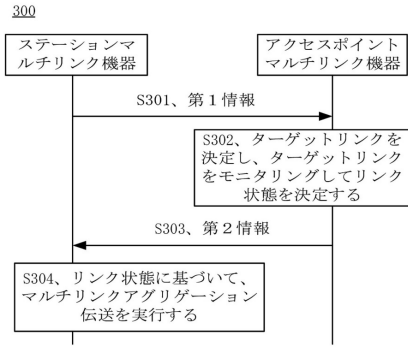 300
ステーションマ
ルチリンク機器
アクセスポイント
マルチリンク機器
S301、第１情報
S302、ターゲットリンクを
決定し、ターゲットリンク
をモニタリングしてリンク
状態を決定する
S303、第２情報
S304、リンク状態に基づいて、
マルチリンクアグリゲーション
伝送を実行する